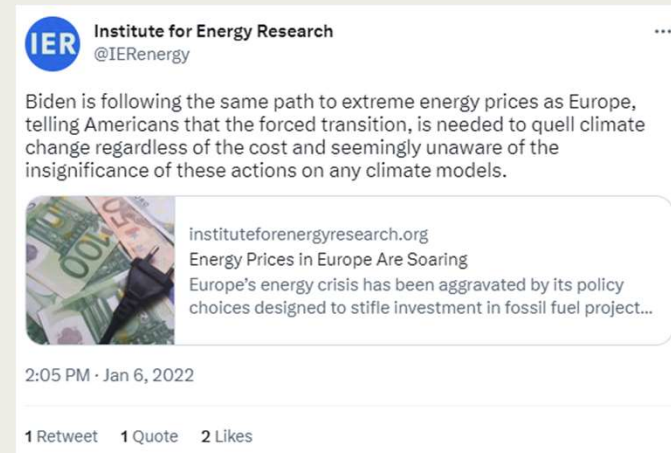 IER
Institute for Energy Research
@IERenergy
Biden is following the same path to extreme energy prices as Europe,
telling Americans that the forced transition, is needed to quell climate
change regardless of the cost and seemingly unaware of the
insignificance of these actions on any climate models.
100
50
instituteforenergyresearch.org
Energy Prices in Europe Are Soaring
Europe's energy crisis has been aggravated by its policy
choices designed to stifle investment in fossil fuel project...
2:05 PM · Jan 6, 2022
1 Retweet 1 Quote 2 Likes